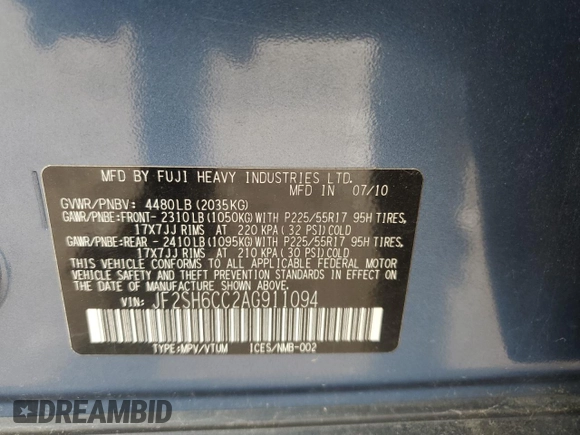 MFD BY FUJI HEAVY INDUSTRIES LTD.
MFD IN 07/10
GVWR/PNBV: 4480LB (2035KG)
GAWR/PNBE:FRONT- 2310LB(1050KG)WITH P225/55R17 95H TIRES,
17X7JJ RIMS AT 220 KPA(32 PSI)COLD
GAWR/PNBE:REAR - 2410LB(1095KG)WITH P225/55R17 95H TIRES,
17X7JJ RIMS AT 210 KPA(30 PSI)COLD
THIS VEHICLE CONFORMS TO ALL APPLICABLE FEDERAL MOTOR
VEHICLE SAFETY AND BUMPER STANDARDS IN EFFECT ON THE
DATE OF MANUFACTURE SHOWN ABOVE.
VIN: JF2SH6CC2AG911094
TYPE:MPV/VTUM ICES/NMB-002
DREAMBID